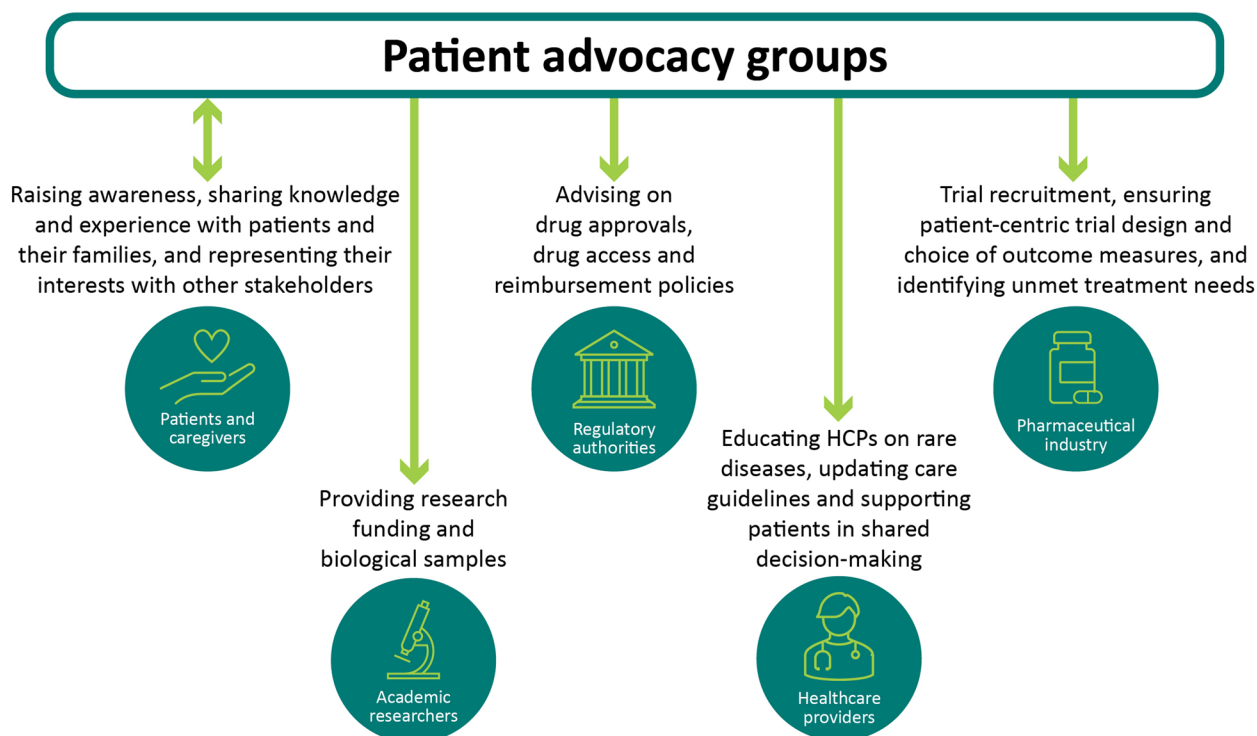 Patient advocacy groups
Raising awareness, sharing knowledge
and experience with patients and
their families, and representing their
interests with other stakeholders
Patients and
caregivers
Providing research
funding and
biological samples
Academic
researchers
Advising on
drug approvals,
drug access and
reimbursement policies
Regulatory
authorities
Educating HCPs on rare
diseases, updating care
guidelines and supporting
patients in shared
decision-making
Healthcare
providers
Trial recruitment, ensuring
patient-centric trial design and
choice of outcome measures, and
identifying unmet treatment needs
Pharmaceutical
industry